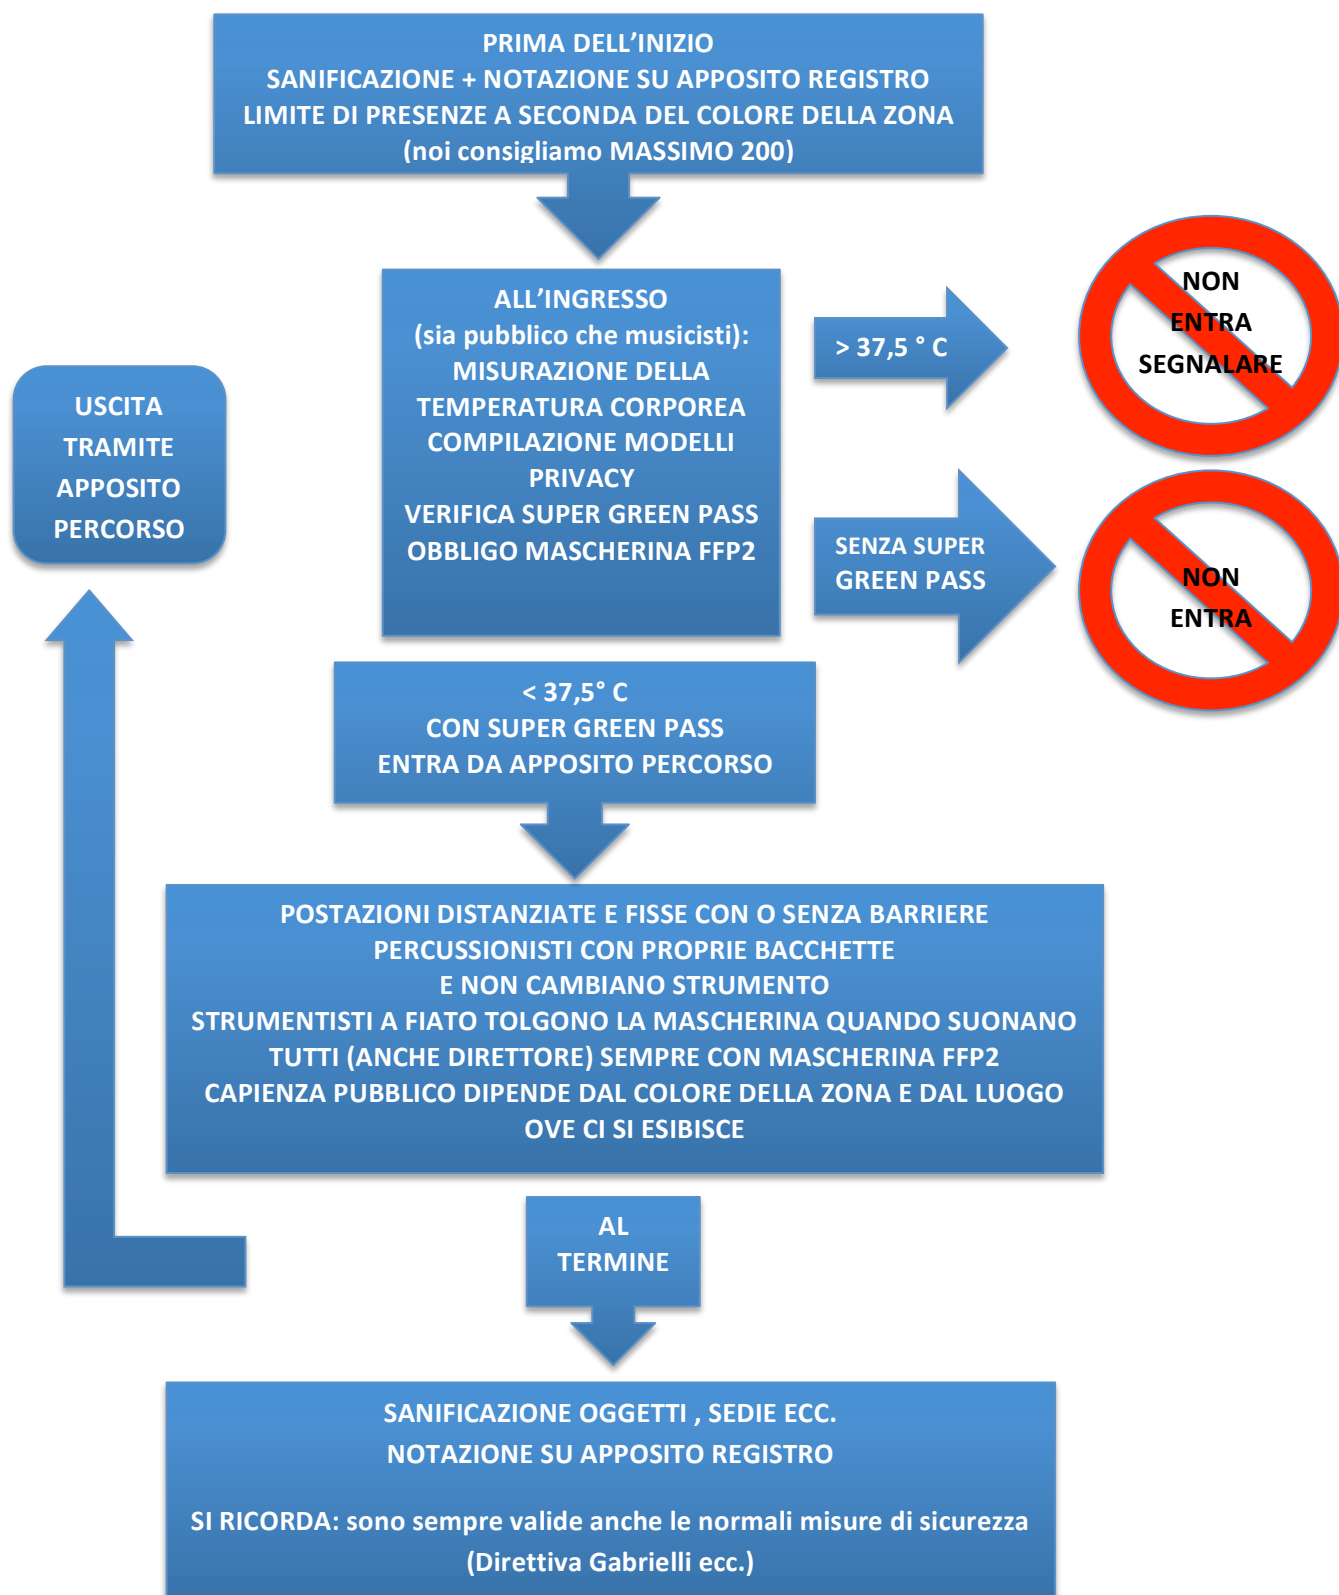 PRIMA DELL’INIZIO
SANIFICAZIONE + NOTAZIONE SU APPOSITO REGISTRO
LIMITE DI PRESENZE A SECONDA DEL COLORE DELLA ZONA
(noi consigliamo MASSIMO 200)
ALL’INGRESSO
(sia pubblico che musicisti):
MISURAZIONE DELLA
TEMPERATURA CORPOREA
COMPILAZIONE MODELLI
PRIVACY
VERIFICA SUPER GREEN PASS
OBBLIGO MASCHERINA FFP2
> 37,5 ° C
NON
ENTRA
SEGNALARE
SENZA SUPER
GREEN PASS
NON
ENTRA
USCITA
TRAMITE
APPOSITO
PERCORSO
< 37,5° C
CON SUPER GREEN PASS
ENTRA DA APPOSITO PERCORSO
POSTAZIONI DISTANZIATE E FISSE CON O SENZA BARRIERE
PERCUSSIONISTI CON PROPRIE BACCHETTE
E NON CAMBIANO STRUMENTO
STRUMENTISTI A FIATO TOLGONO LA MASCHERINA QUANDO SUONANO
TUTTI (ANCHE DIRETTORE) SEMPRE CON MASCHERINA FFP2
CAPIENZA PUBBLICO DIPENDE DAL COLORE DELLA ZONA E DAL LUOGO
OVE CI SI ESIBISCE
AL
TERMINE
SANIFICAZIONE OGGETTI , SEDIE ECC.
NOTAZIONE SU APPOSITO REGISTRO
SI RICORDA: sono sempre valide anche le normali misure di sicurezza
(Direttiva Gabrielli ecc.)